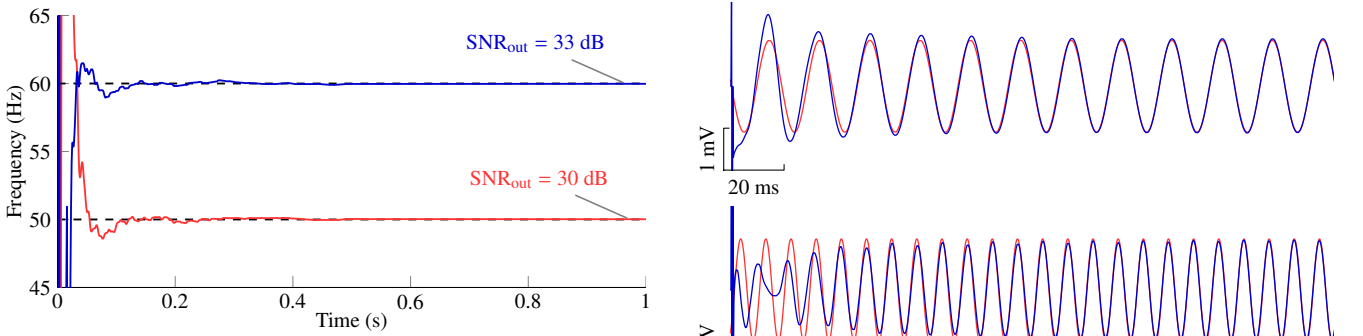 65
SNRout = 33 dB
60
55
SNRout = 30 dB
50
45
0
0.2
0.4
0.6
0.8
1
Frequency (Hz)
Time (s)
1 mV
20 ms
V